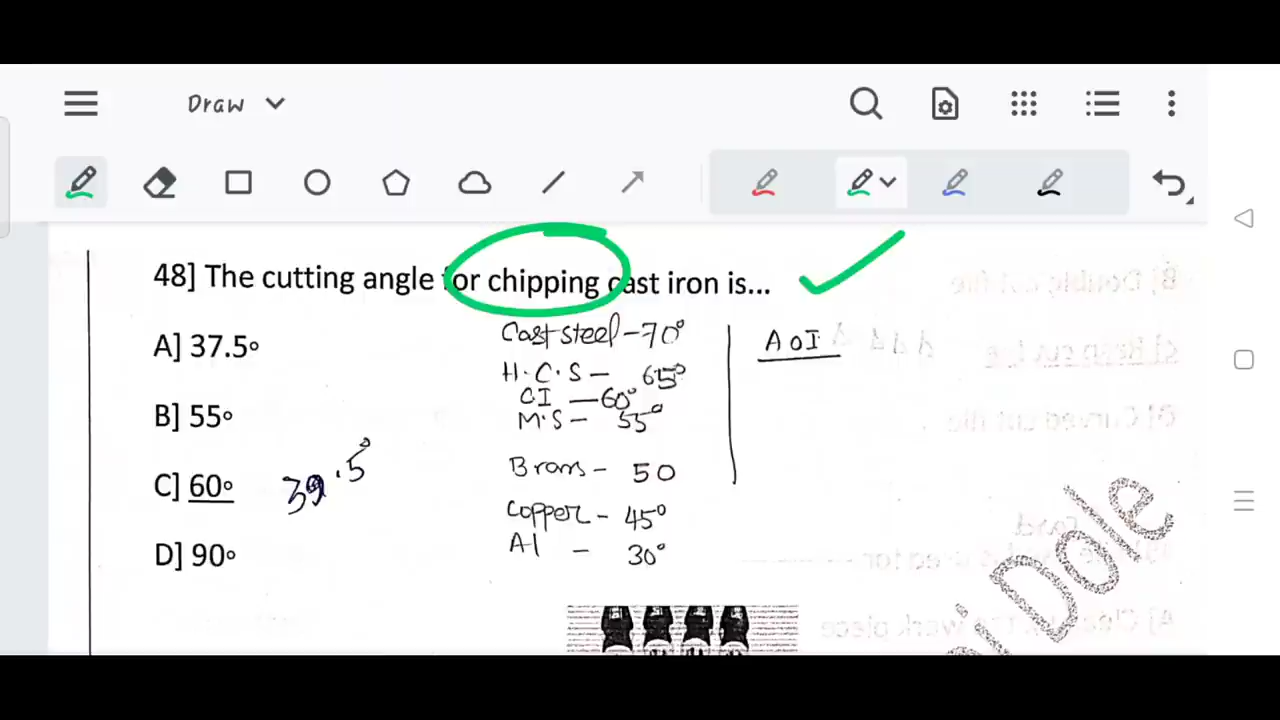 Draw
48] The cutting angle for chipping cast iron is...
A] 37.5°
B] 55°
C] 60°
D] 90°
39.5°
Cast steel - 70°
H.C.S - 65°
CI - 60°
M.S - 55°
Brass - 50
Copper - 45°
Al - 30°
AOI
Dole